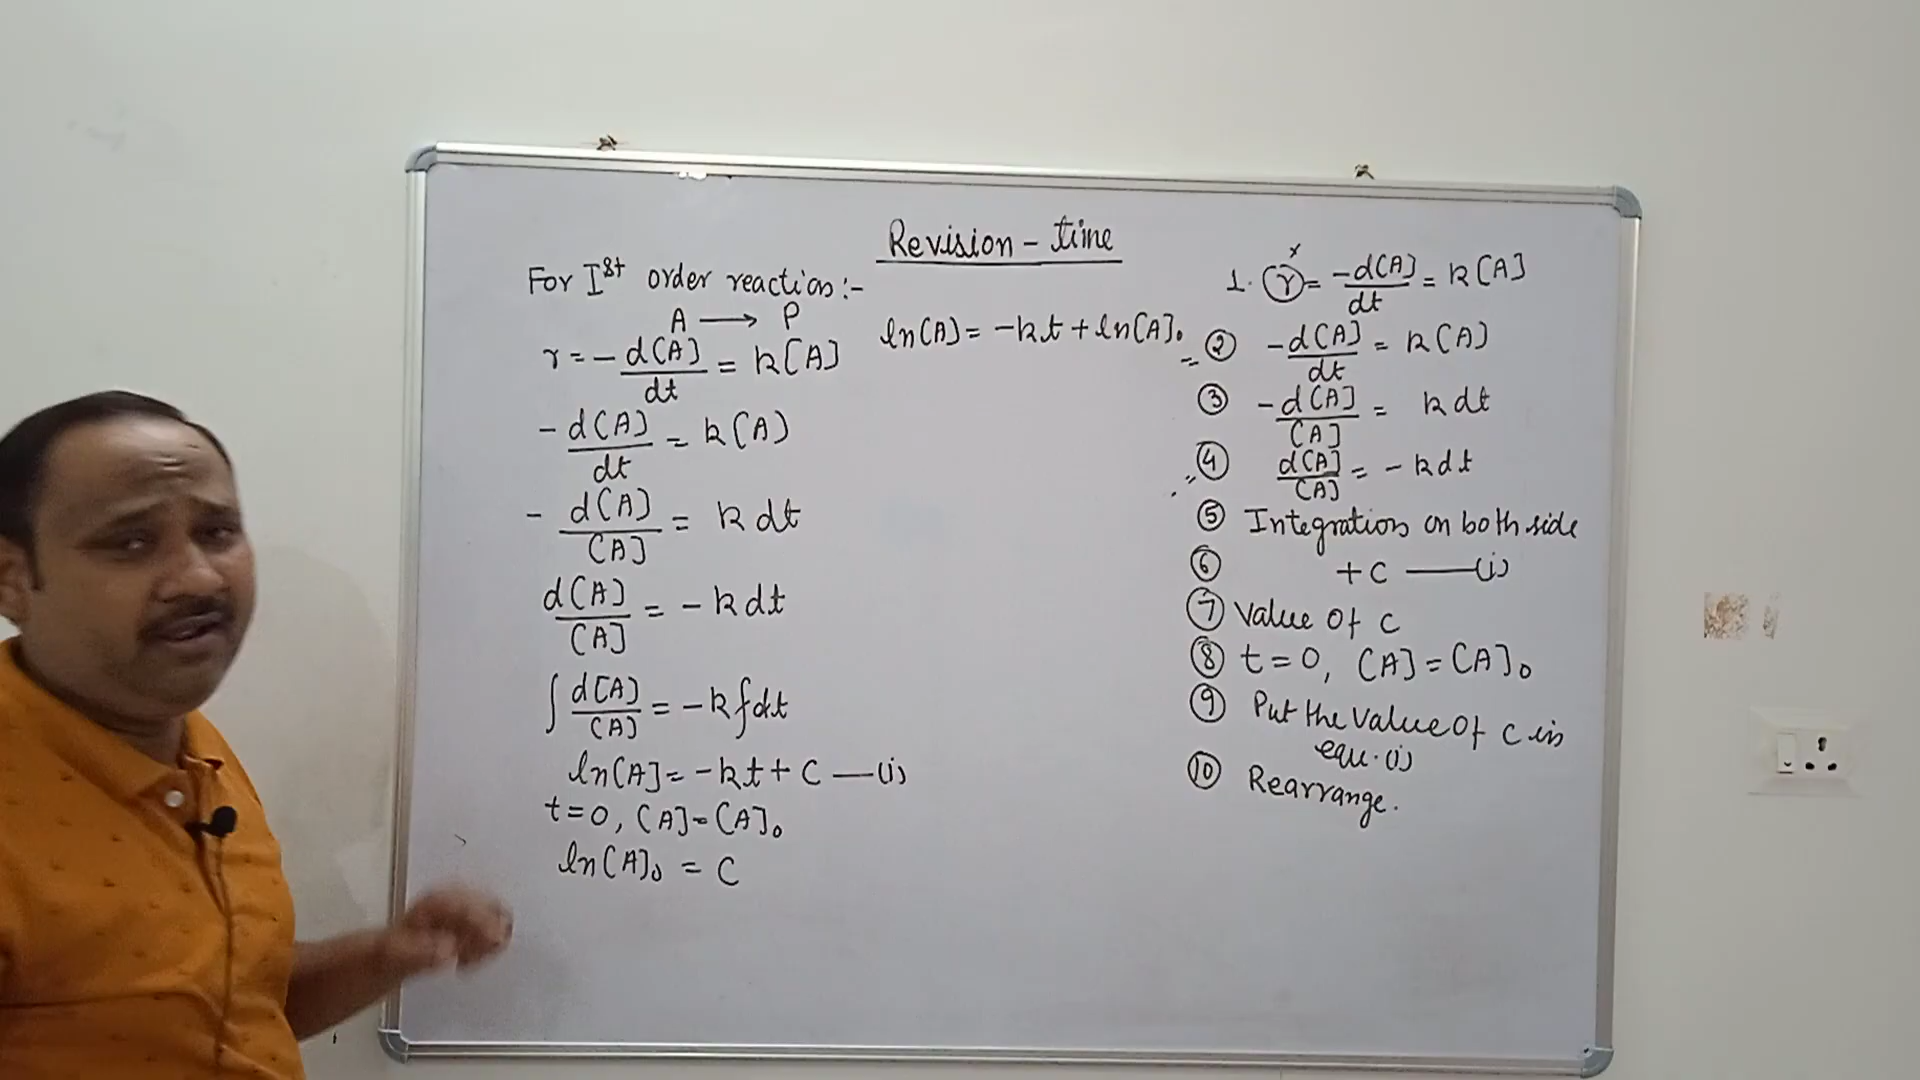 Revision - time
For Ist order reaction :-
A ⟶ P
r = - d[A]/dt = k[A]
- d[A]/dt = k[A]
- d[A]/[A] = k dt
d[A]/[A] = - k dt
∫ d[A]/[A] = - k ∫ dt
ln[A] = - kt + C —(i)
t = 0, [A] = [A]₀
ln[A]₀ = C
ln[A] = - kt + ln[A]₀
1. r = - d[A]/dt = k[A]
② - d[A]/dt = k[A]
③ - d[A]/[A] = k dt
④ d[A]/[A] = - k dt
⑤ Integration on both side
⑥ + C —(i)
⑦ Value of C
⑧ t = 0, [A] = [A]₀
⑨ Put the value of C in
equ. (i)
⑩ Rearrange.